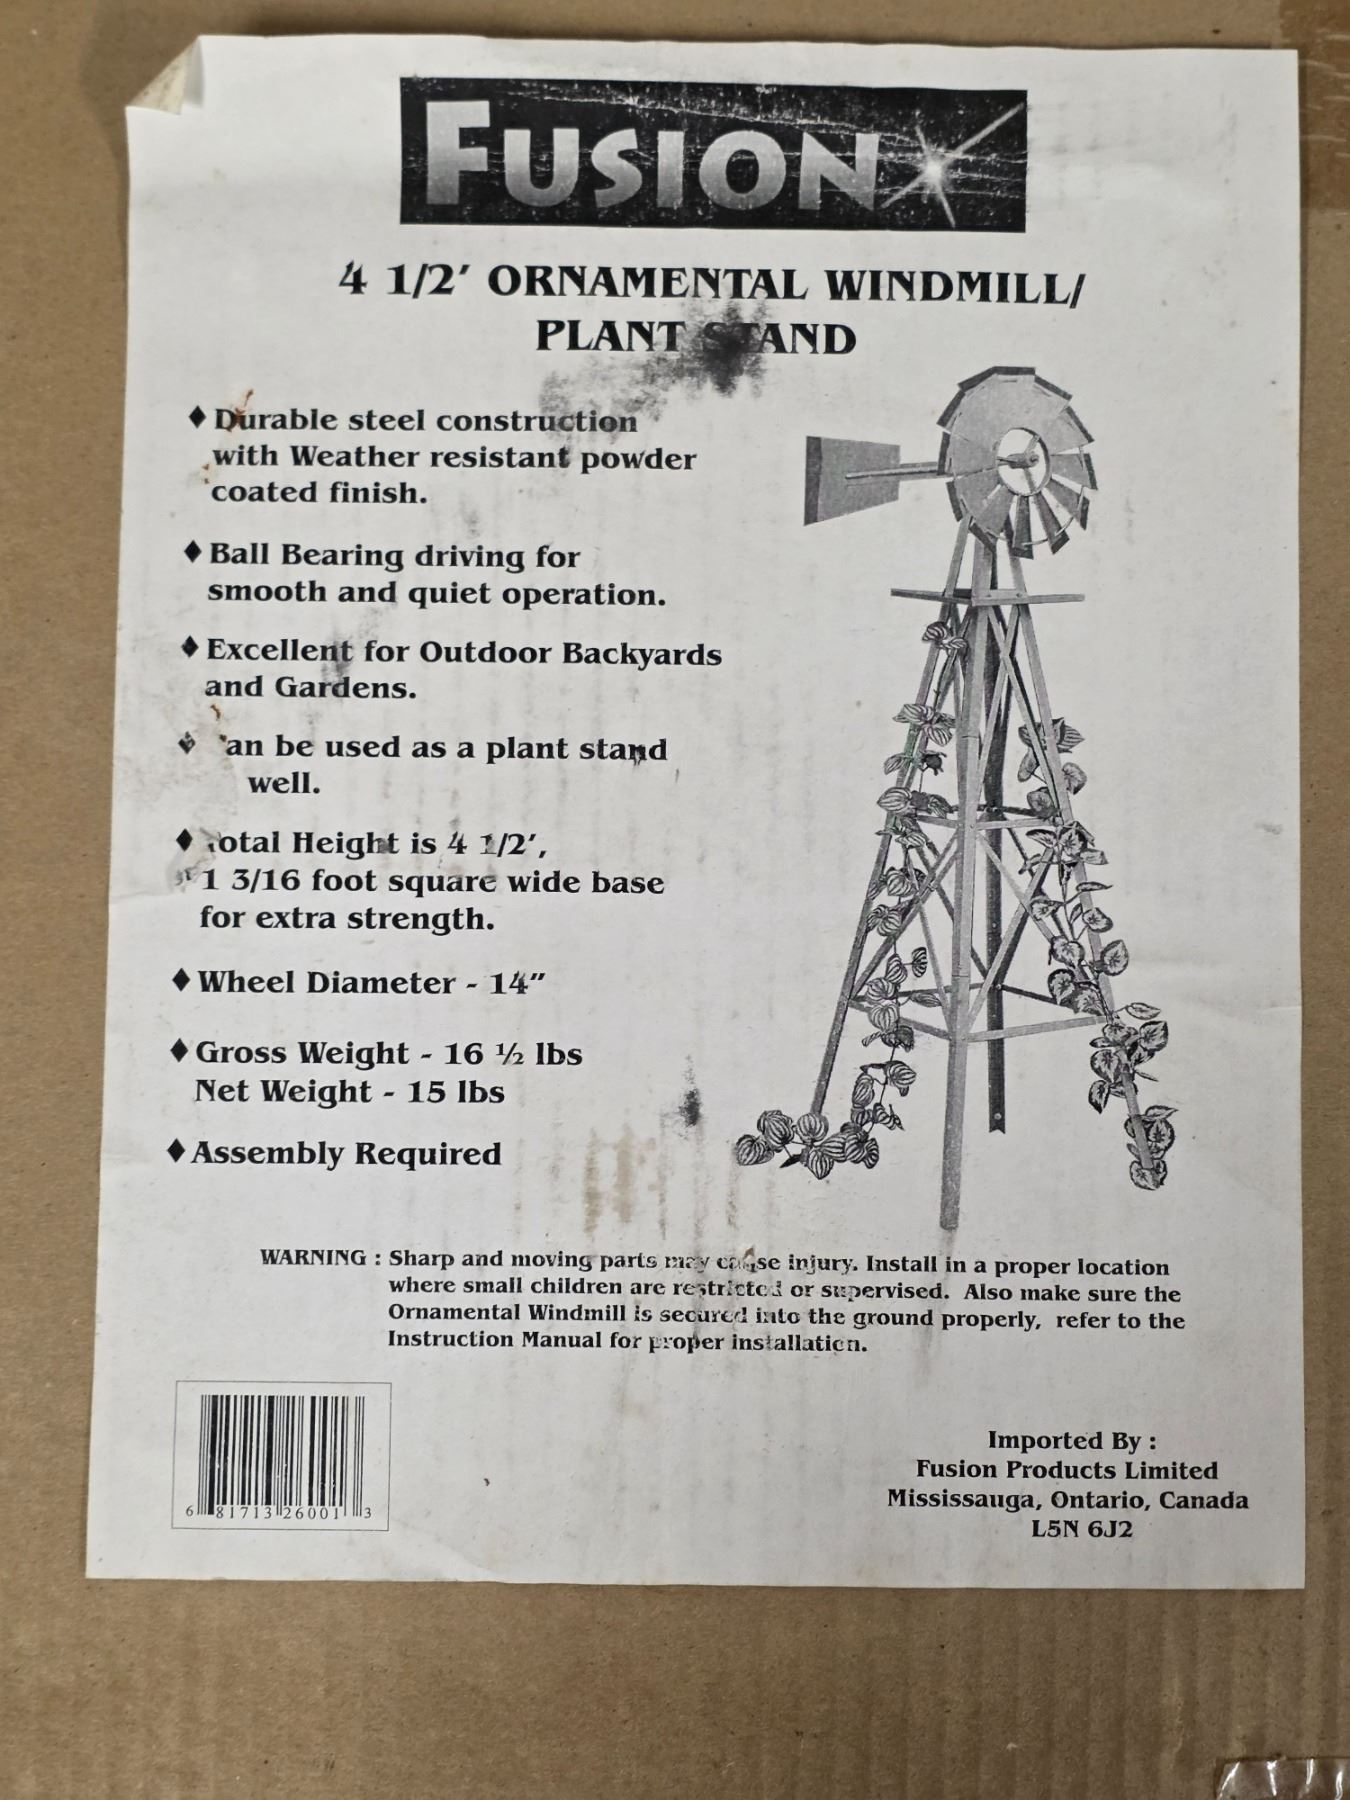 FUSION
4 1/2' ORNAMENTAL WINDMILL/
PLANT STAND
♦ Durable steel construction
with Weather resistant powder
coated finish.
♦ Ball Bearing driving for
smooth and quiet operation.
♦ Excellent for Outdoor Backyards
and Gardens.
an be used as a plant stand
well.
♦ otal Height is 4 1/2',
1 3/16 foot square wide base
for extra strength.
♦ Wheel Diameter - 14"
♦ Gross Weight - 16 ½ lbs
Net Weight - 15 lbs
♦ Assembly Required
WARNING : Sharp and moving parts may cause injury. Install in a proper location
where small children are restricted or supervised. Also make sure the
Ornamental Windmill is secured into the ground properly, refer to the
Instruction Manual for proper installation.
6 81713 26001 3
Imported By :
Fusion Products Limited
Mississauga, Ontario, Canada
L5N 6J2